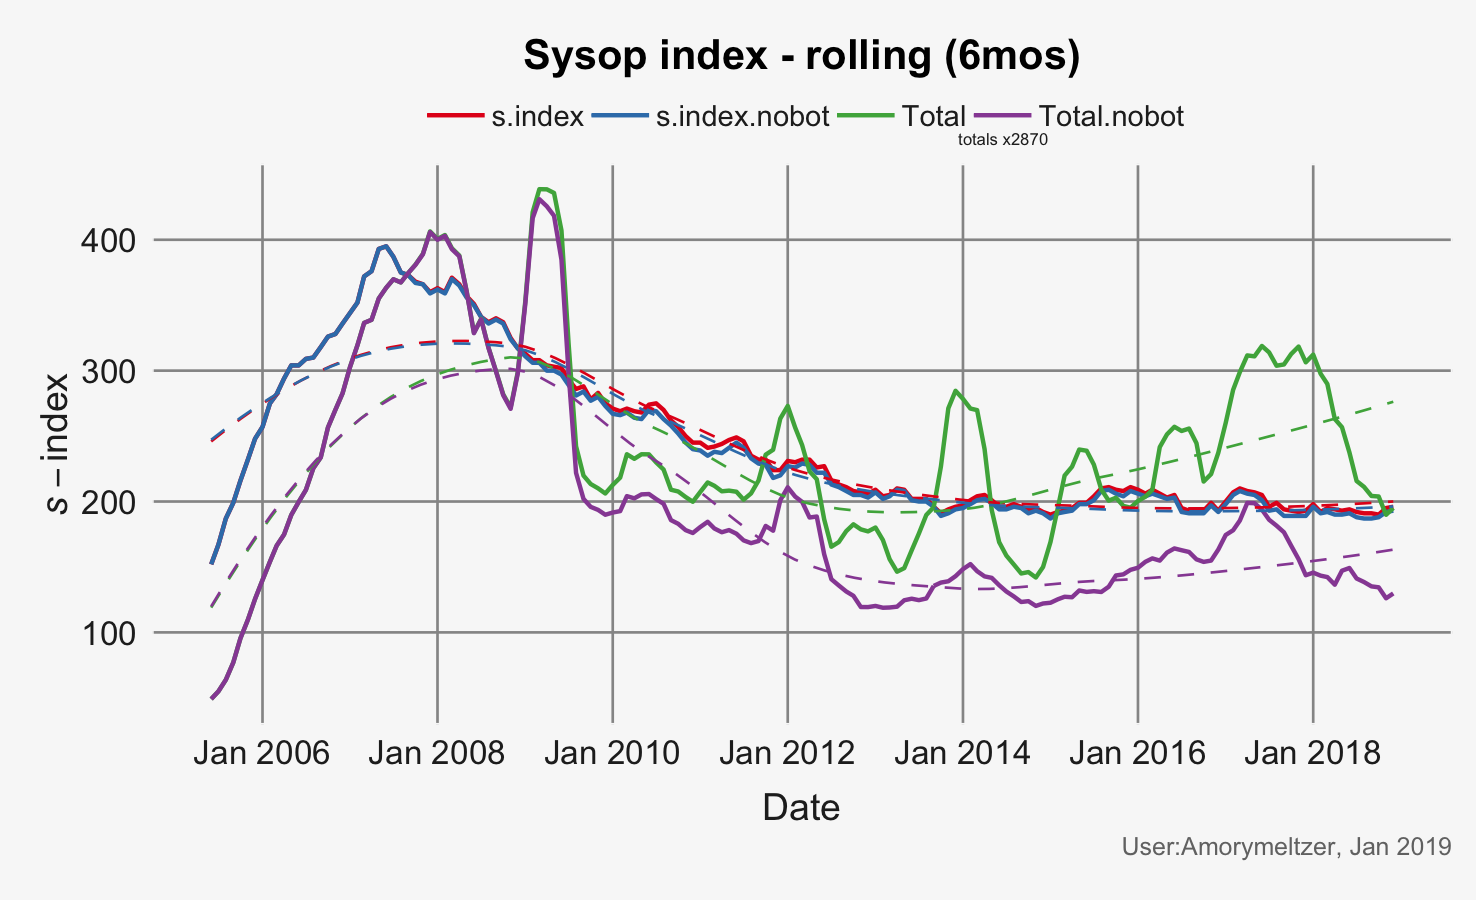 Sysop index - rolling (6mos)
s.index s.index.nobot Total Total.nobot
totals x2870
s – index
400
300
200
100
Jan 2006 Jan 2008 Jan 2010 Jan 2012 Jan 2014 Jan 2016 Jan 2018
Date
User:Amorymeltzer, Jan 2019